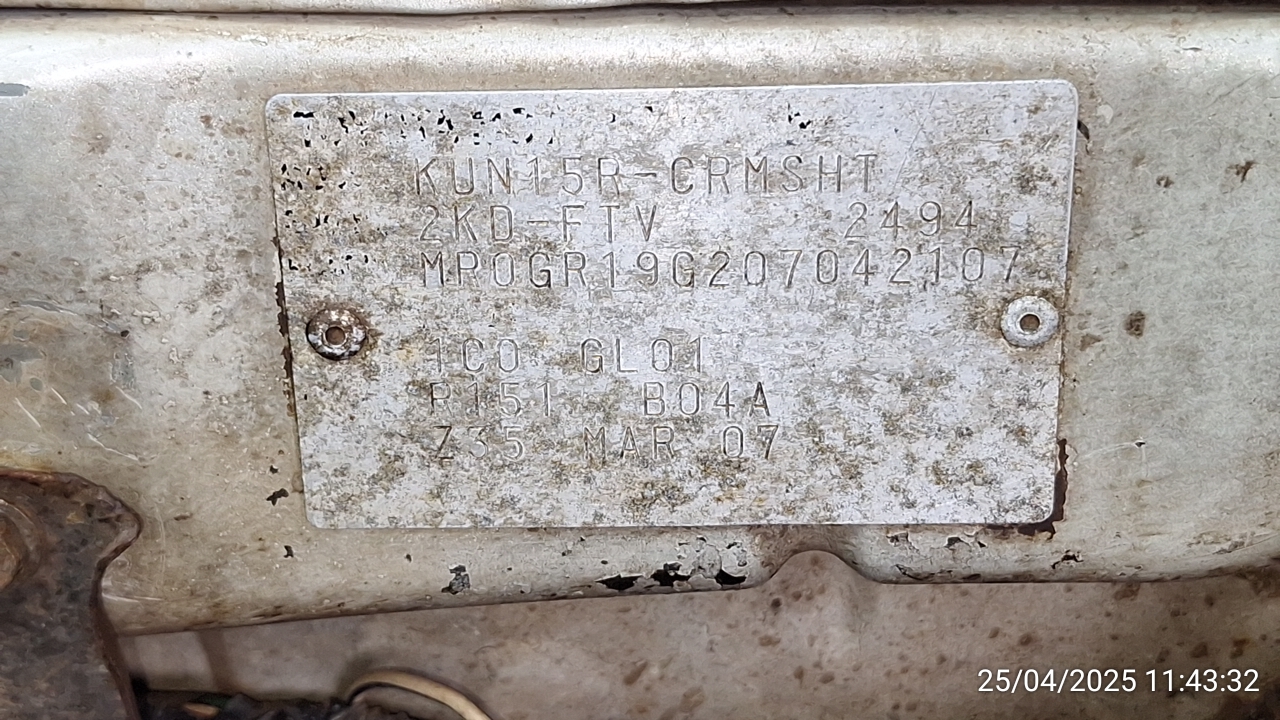 KUN15R-CRMSHT
2KD-FTV 2494
MR0GR19G207042107
1C0 GL01
R151 B04A
Z35 MAR 07
25/04/2025 11:43:32